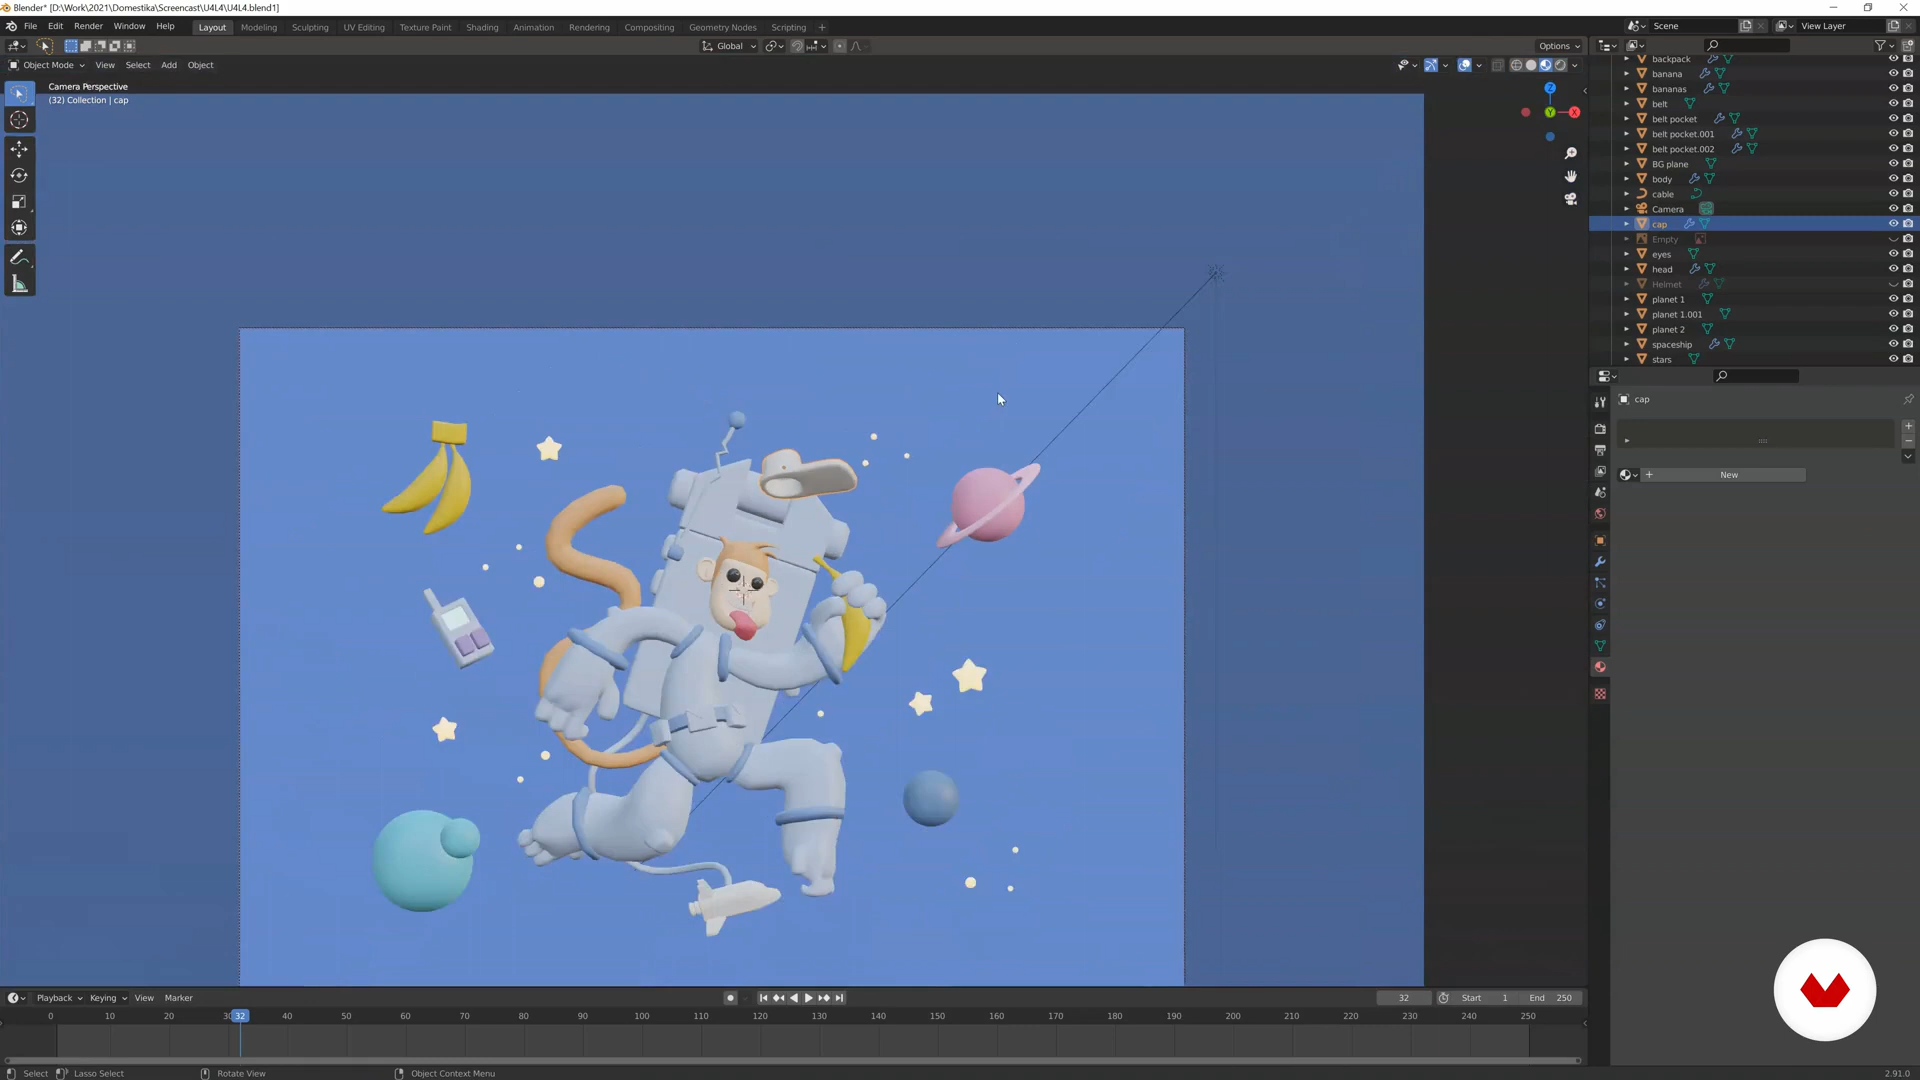 Blender* [D:\Work\2021\Domestika\Screencast\U4L4\U4L4.blend1]
File Edit Render Window Help Layout Modeling Sculpting UV Editing Texture Paint Shading Animation Rendering Compositing Geometry Nodes Scripting + Scene View Layer
Global Options
Object Mode View Select Add Object
Camera Perspective
(32) Collection | cap
Z
Y
X
backpack
banana
bananas
belt
belt pocket
belt pocket.001
belt pocket.002
BG plane
body
cable
Camera
cap
Empty
eyes
head
Helmet
planet 1
planet 1.001
planet 2
spaceship
stars
cap
+ New
Playback Keying View Marker 32 Start 1 End 250
0 10 20 30 32 40 50 60 70 80 90 100 110 120 130 140 150 160 170 180 190 200 210 220 230 240 250
Select Lasso Select Rotate View Object Context Menu 2.91.0